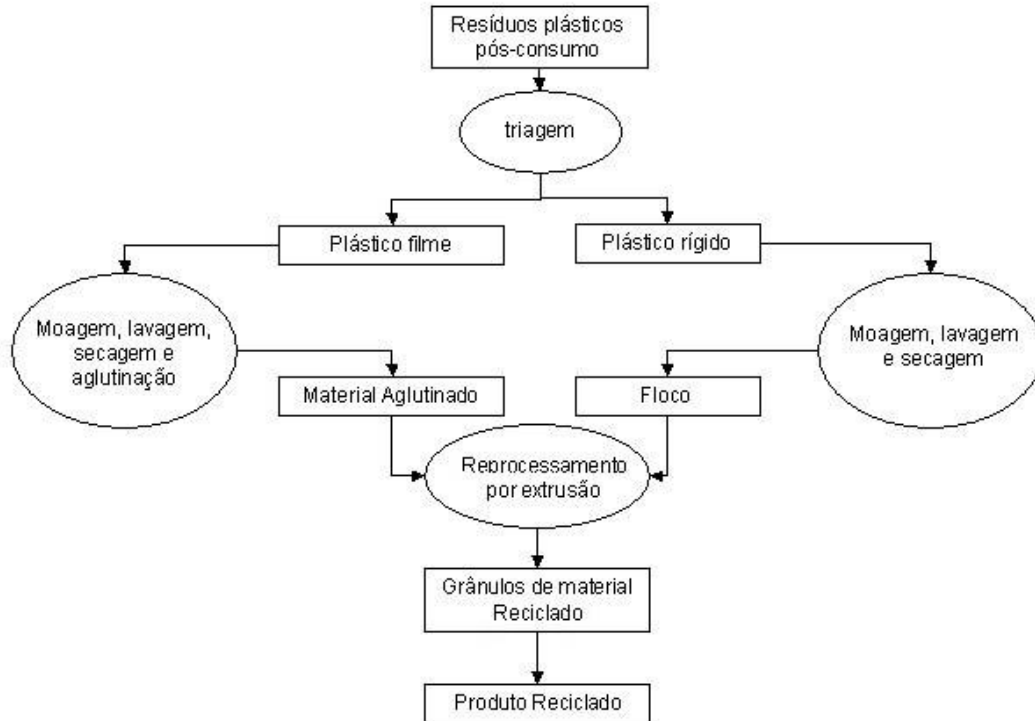 Resíduos plásticos
pós-consumo
triagem
Plástico filme
Plástico rígido
Moagem, lavagem,
secagem e
aglutinação
Moagem, lavagem
e secagem
Material Aglutinado
Floco
Reprocessamento
por extrusão
Grânulos de material
Reciclado
Produto Reciclado